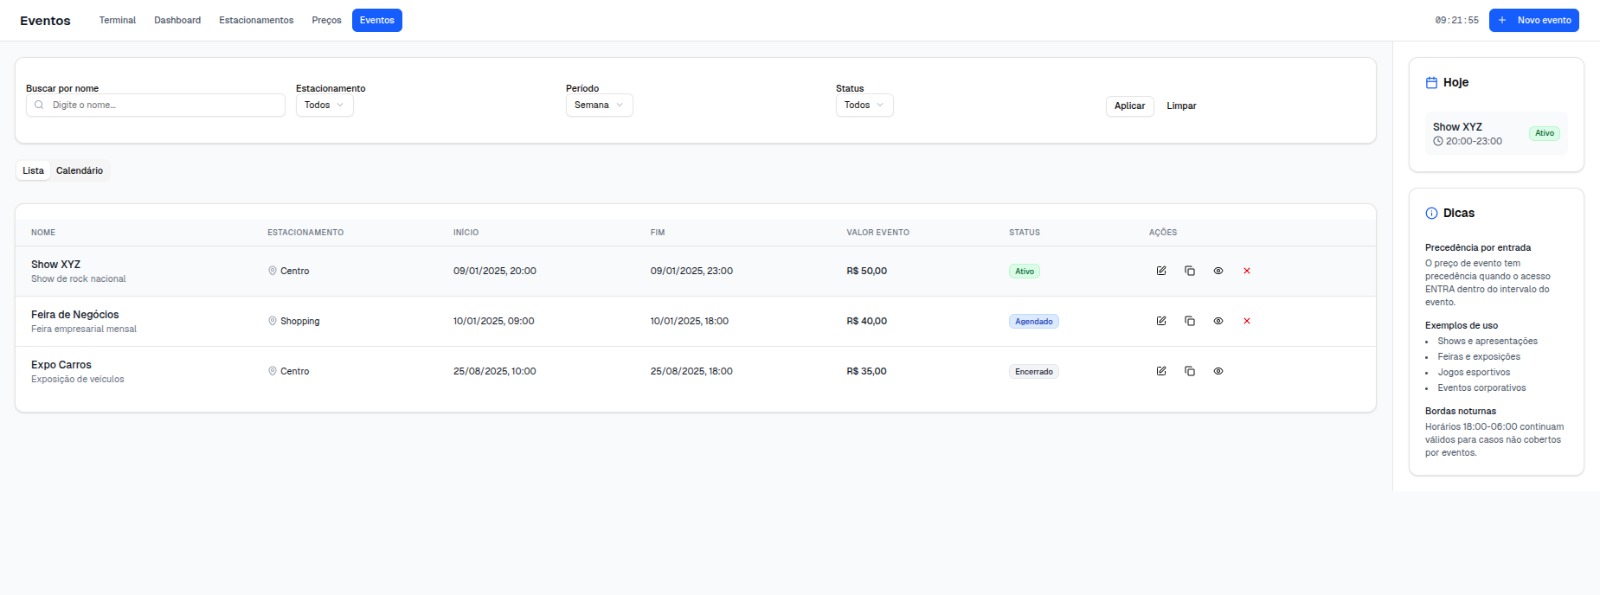 Eventos
Terminal
Dashboard
Estacionamentos
Preços
Eventos
09:21:55
Novo evento
Buscar por nome
Digite o nome...
Estacionamento
Todos
Período
Semana
Status
Todos
Aplicar
Limpar
Lista
Calendário
NOME ESTACIONAMENTO INÍCIO FIM VALOR EVENTO STATUS AÇÕES
Show XYZ
Show de rock nacional
Centro
09/01/2025, 20:00
09/01/2025, 23:00
R$ 50,00
Ativo
Feira de Negócios
Feira empresarial mensal
Shopping
10/01/2025, 09:00
10/01/2025, 18:00
R$ 40,00
Agendado
Expo Carros
Exposição de veículos
Centro
25/08/2025, 10:00
25/08/2025, 18:00
R$ 35,00
Encerrado
Hoje
Show XYZ
20:00-23:00
Ativo
Dicas
Precedência por entrada
O preço de evento tem
precedência quando o acesso
ENTRA dentro do intervalo do
evento.
Exemplos de uso
• Shows e apresentações
• Feiras e exposições
• Jogos esportivos
• Eventos corporativos
Bordas noturnas
Horários 18:00-06:00 continuam
válidos para casos não cobertos
por eventos.